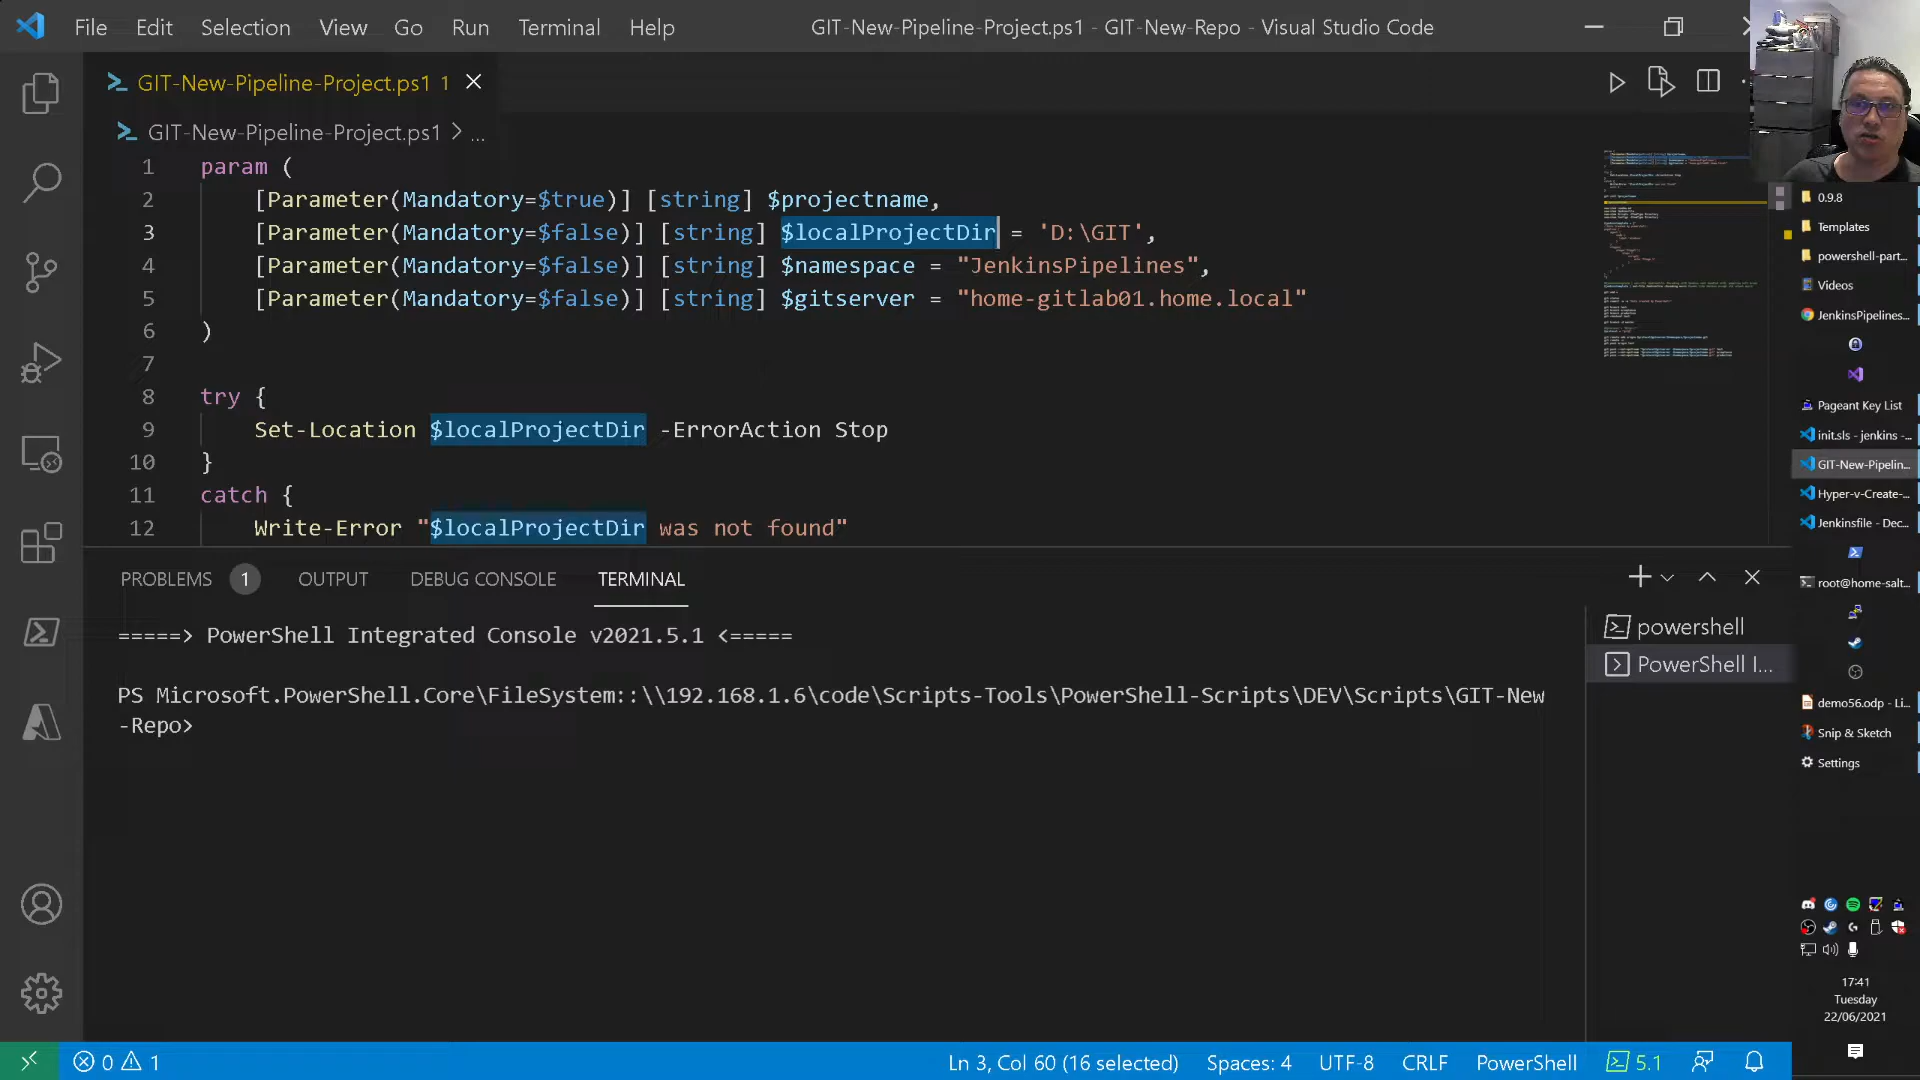 File Edit Selection View Go Run Terminal Help
GIT-New-Pipeline-Project.ps1 - GIT-New-Repo - Visual Studio Code
GIT-New-Pipeline-Project.ps1 1
GIT-New-Pipeline-Project.ps1 > ...
1 param (
2 [Parameter(Mandatory=$true)] [string] $projectname,
3 [Parameter(Mandatory=$false)] [string] $localProjectDir = 'D:\GIT',
4 [Parameter(Mandatory=$false)] [string] $namespace = "JenkinsPipelines",
5 [Parameter(Mandatory=$false)] [string] $gitserver = "home-gitlab01.home.local"
6 )
7
8 try {
9 Set-Location $localProjectDir -ErrorAction Stop
10 }
11 catch {
12 Write-Error "$localProjectDir was not found"
PROBLEMS 1 OUTPUT DEBUG CONSOLE TERMINAL
=====> PowerShell Integrated Console v2021.5.1 <=====
PS Microsoft.PowerShell.Core\FileSystem::\\192.168.1.6\code\Scripts-Tools\PowerShell-Scripts\DEV\Scripts\GIT-New
-Repo>
powershell
PowerShell I...
0.9.8
Templates
powershell-part...
Videos
JenkinsPipelines...
Pageant Key List
init.sls - jenkins -...
GIT-New-Pipelin...
Hyper-v-Create-...
Jenkinsfile - Dec...
root@home-salt...
demo56.odp - Li...
Snip & Sketch
Settings
17:41
Tuesday
22/06/2021
0 1 Ln 3, Col 60 (16 selected) Spaces: 4 UTF-8 CRLF PowerShell 5.1